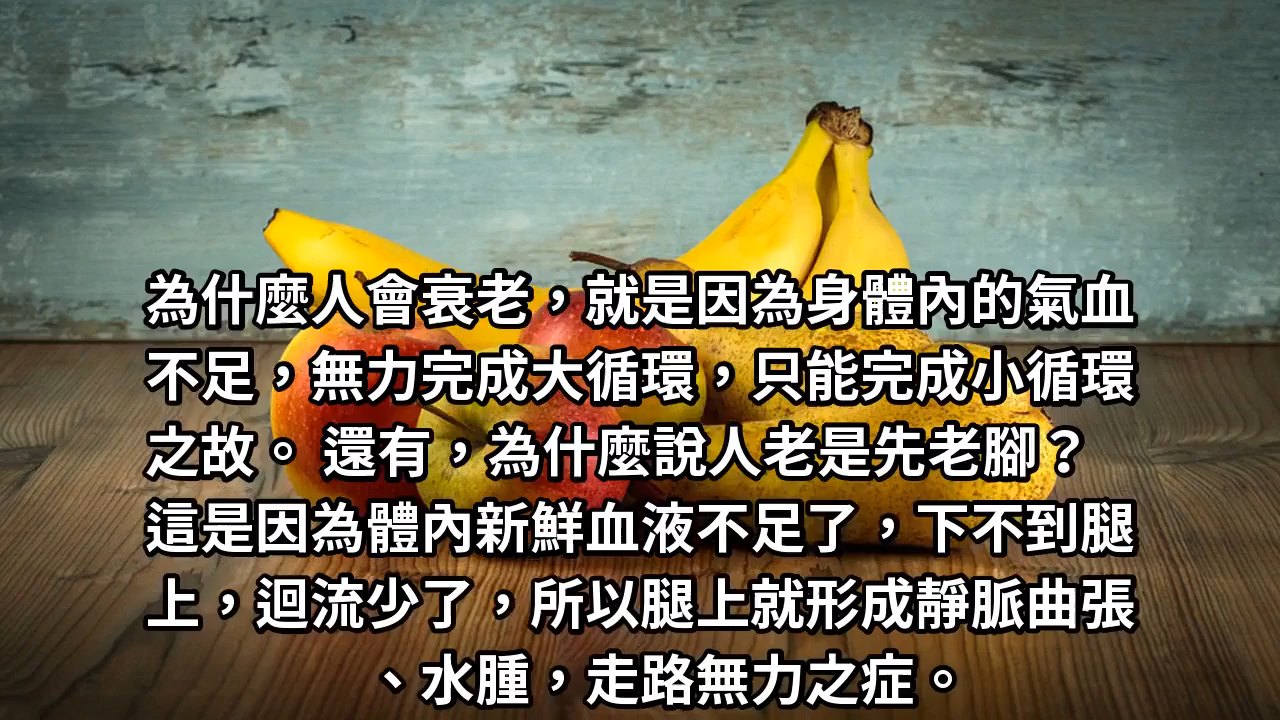 為什麼人會衰老，就是因為身體內的氣血
不足，無力完成大循環，只能完成小循環
之故。 還有，為什麼說人老是先老腳？
這是因為體內新鮮血液不足了，下不到腿
上，迴流少了，所以腿上就形成靜脈曲張
、水腫，走路無力之症。